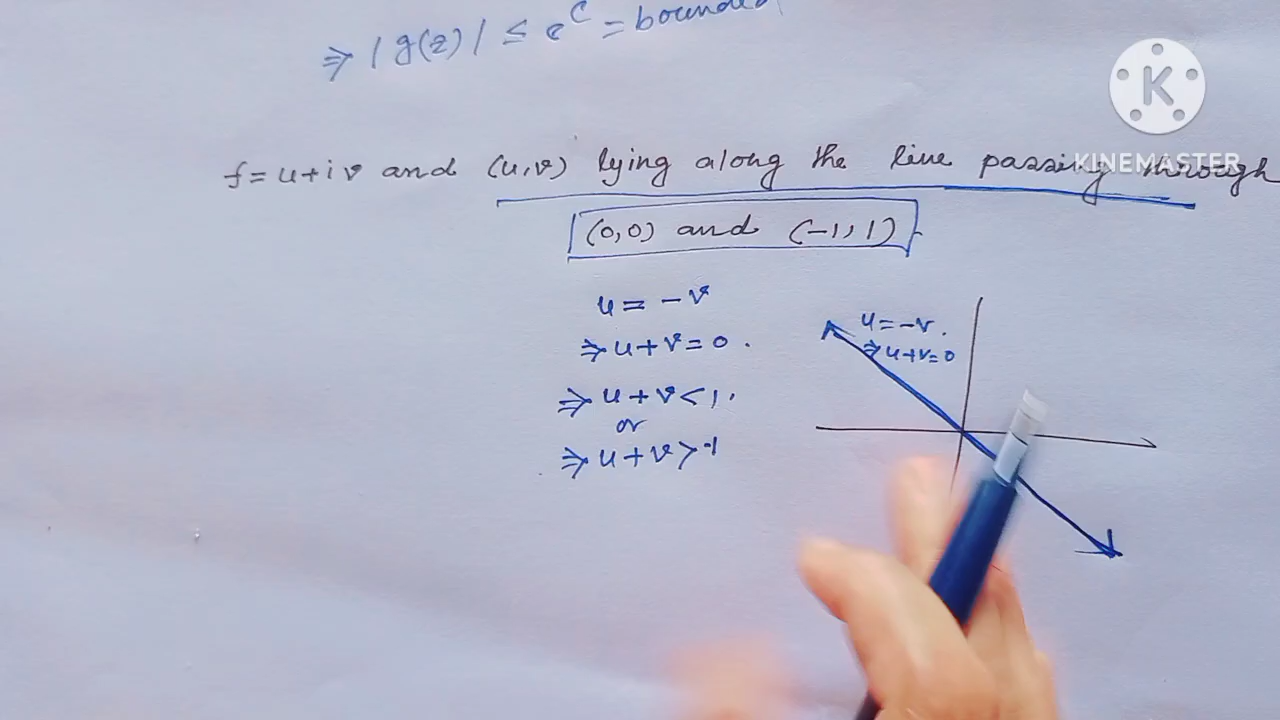 ⇒ |g(z)| ≤ e^c = bounded
K
KINEMASTER
f = u + i v and (u, v) lying along the line passing through
(0,0) and (-1, 1).
u = - v
⇒ u + v = 0 .
⇒ u + v < 1 .
or
⇒ u + v > -1
u = -v .
⇒ u + v = 0